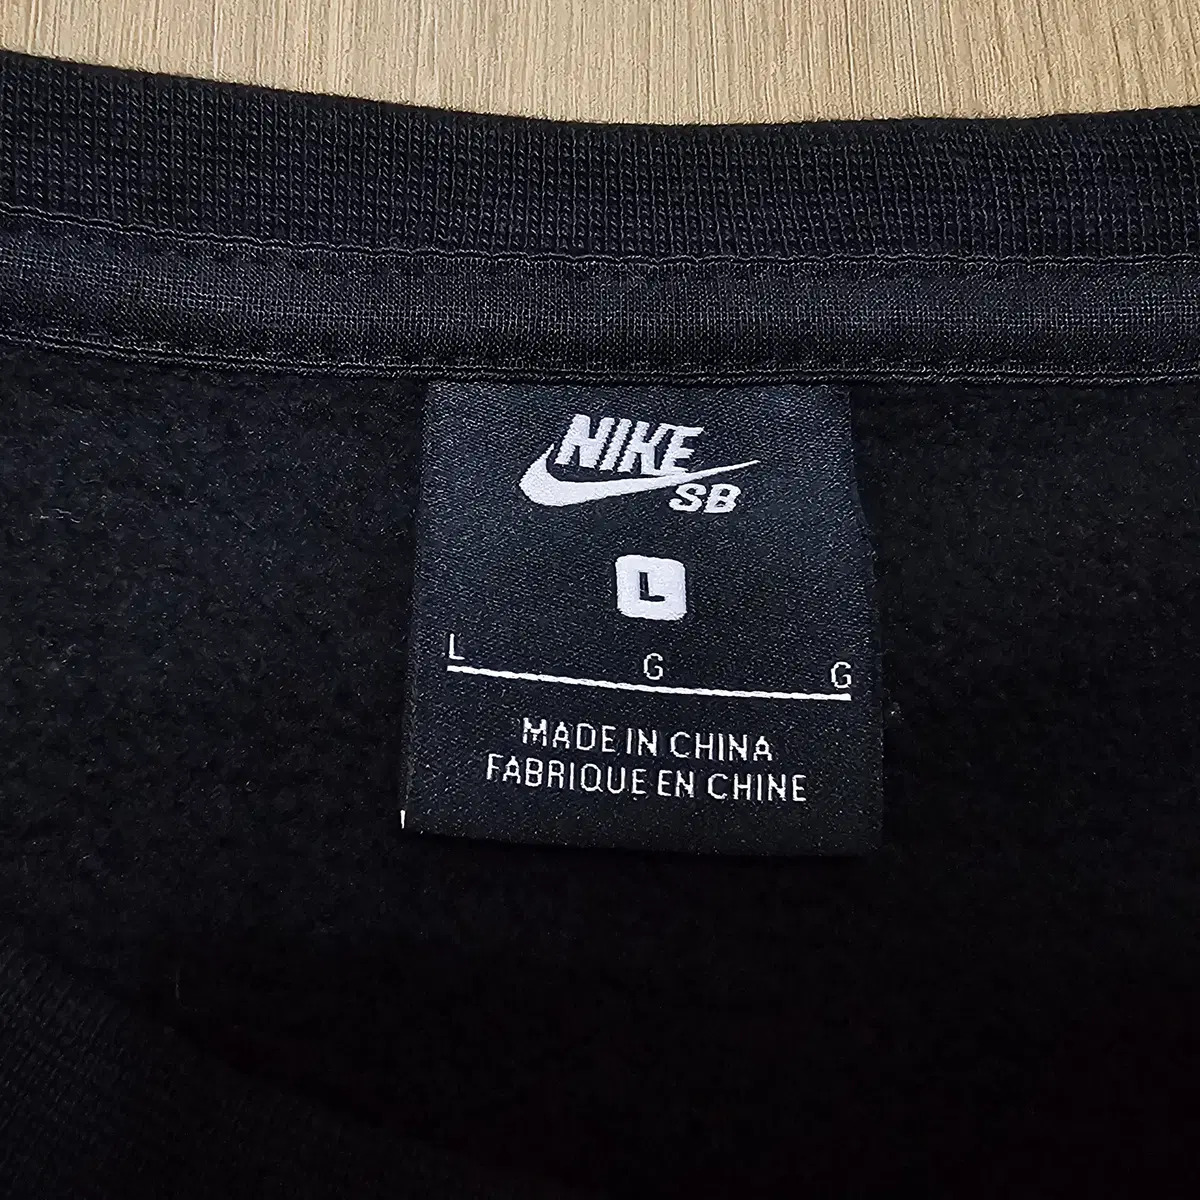 NIKE
SB
L
L G G
MADE IN CHINA
FABRIQUE EN CHINE